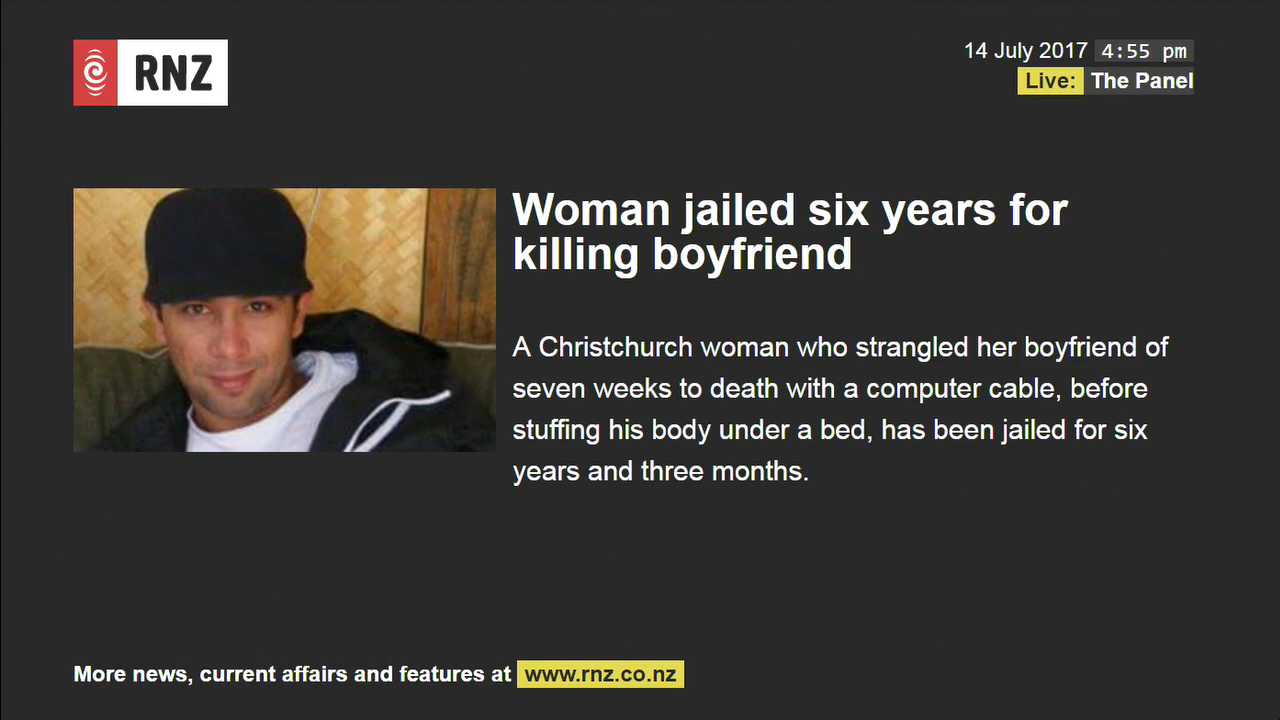 RNZ
14 July 2017 4:55 pm
Live: The Panel
Woman jailed six years for
killing boyfriend
A Christchurch woman who strangled her boyfriend of
seven weeks to death with a computer cable, before
stuffing his body under a bed, has been jailed for six
years and three months.
More news, current affairs and features at www.rnz.co.nz